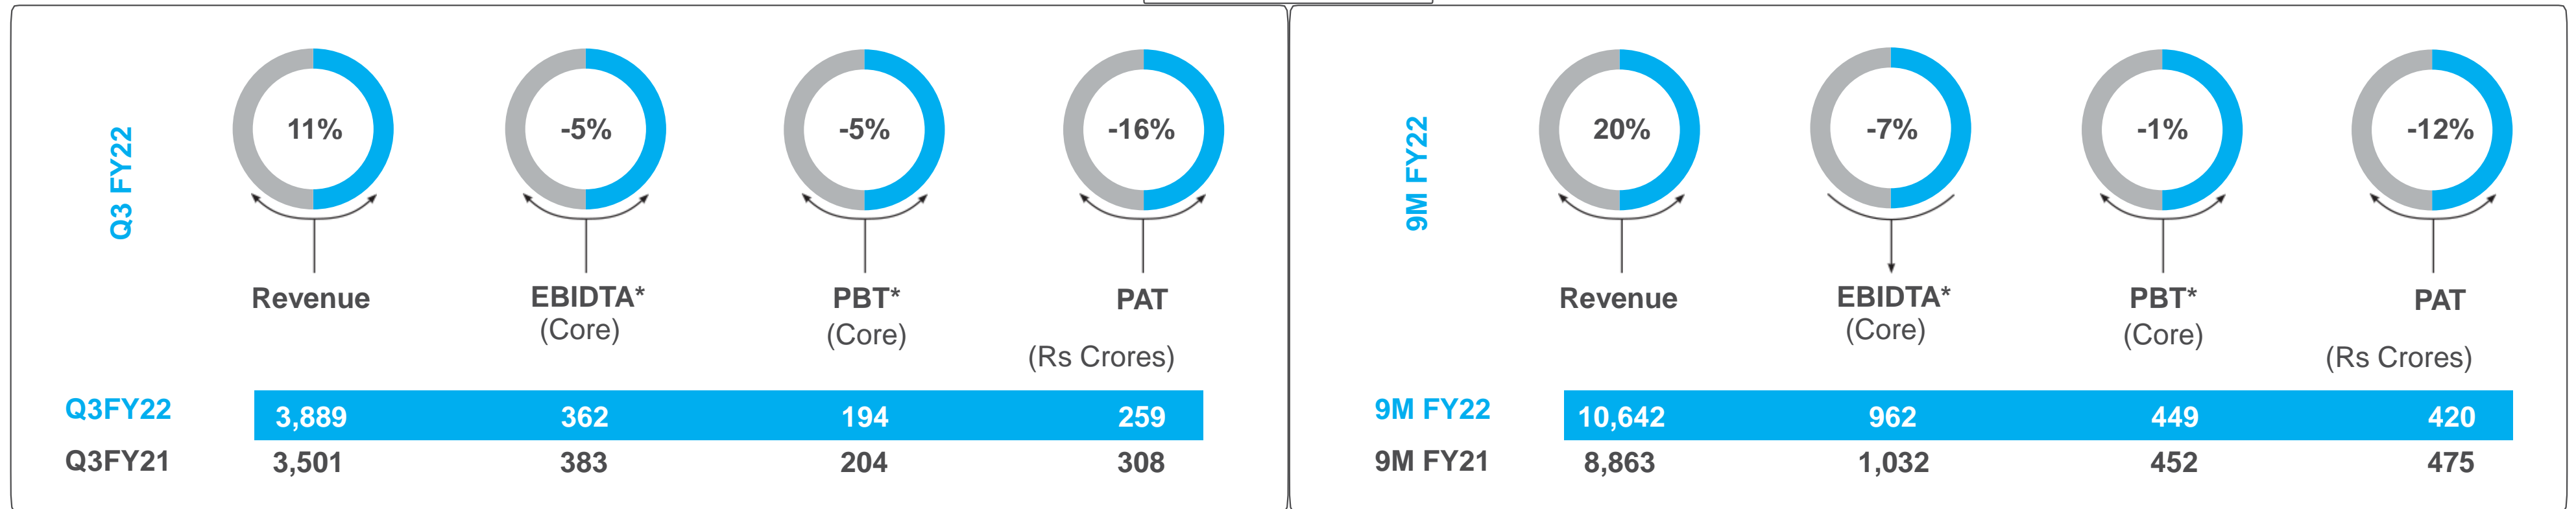 Q3 FY22
11%
-5%
-5%
-16%
Revenue
EBIDTA*
(Core)
PBT*
(Core)
PAT
(Rs Crores)
Q3FY22 3,889 362 194 259
Q3FY21 3,501 383 204 308
9M FY22
20%
-7%
-1%
-12%
Revenue
EBIDTA*
(Core)
PBT*
(Core)
PAT
(Rs Crores)
9M FY22 10,642 962 449 420
9M FY21 8,863 1,032 452 475